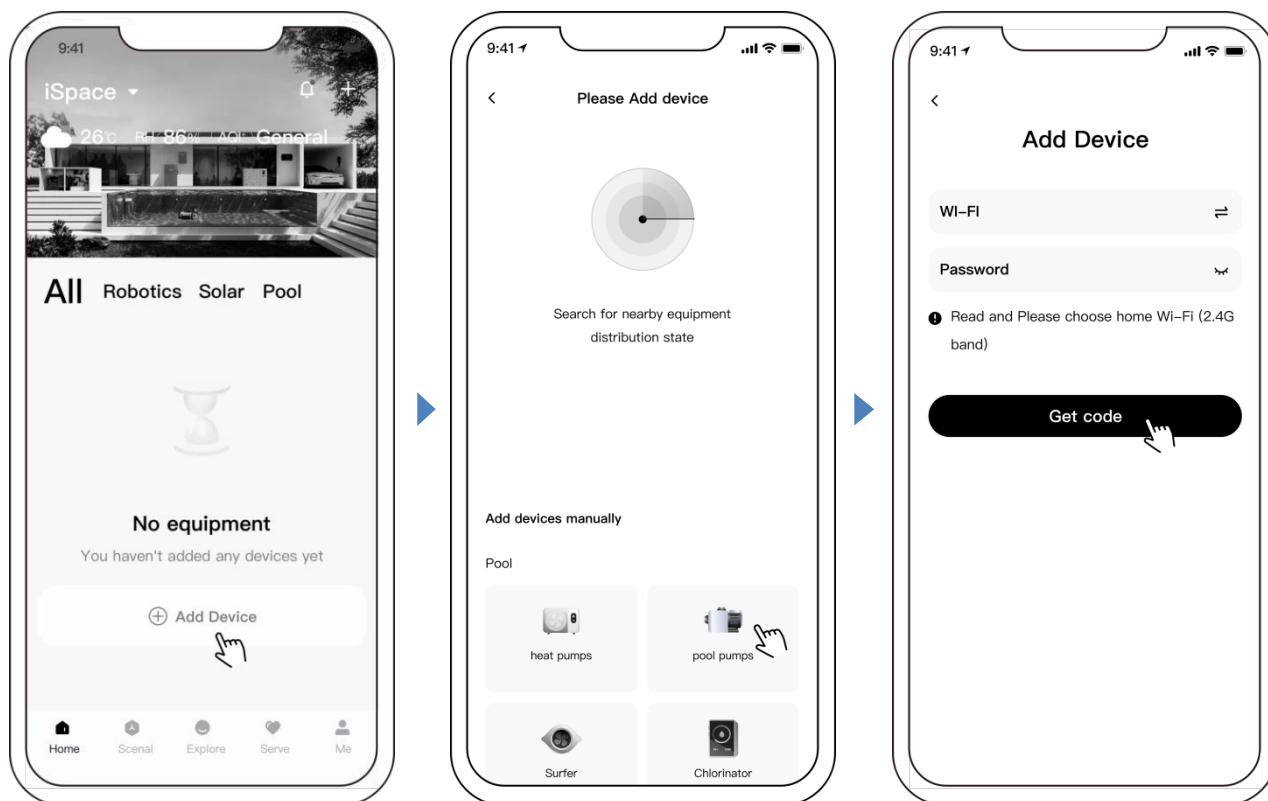 9:41
iSpace
26°C RH 86% AQI General
All Robotics Solar Pool
No equipment
You haven't added any devices yet
Add Device
Home Scenal Explore Serve Me
9:41
Please Add device
Search for nearby equipment
distribution state
Add devices manually
Pool
heat pumps pool pumps
Surfer Chlorinator
9:41
Add Device
WI–FI
Password
Read and Please choose home Wi–Fi (2.4G
band)
Get code